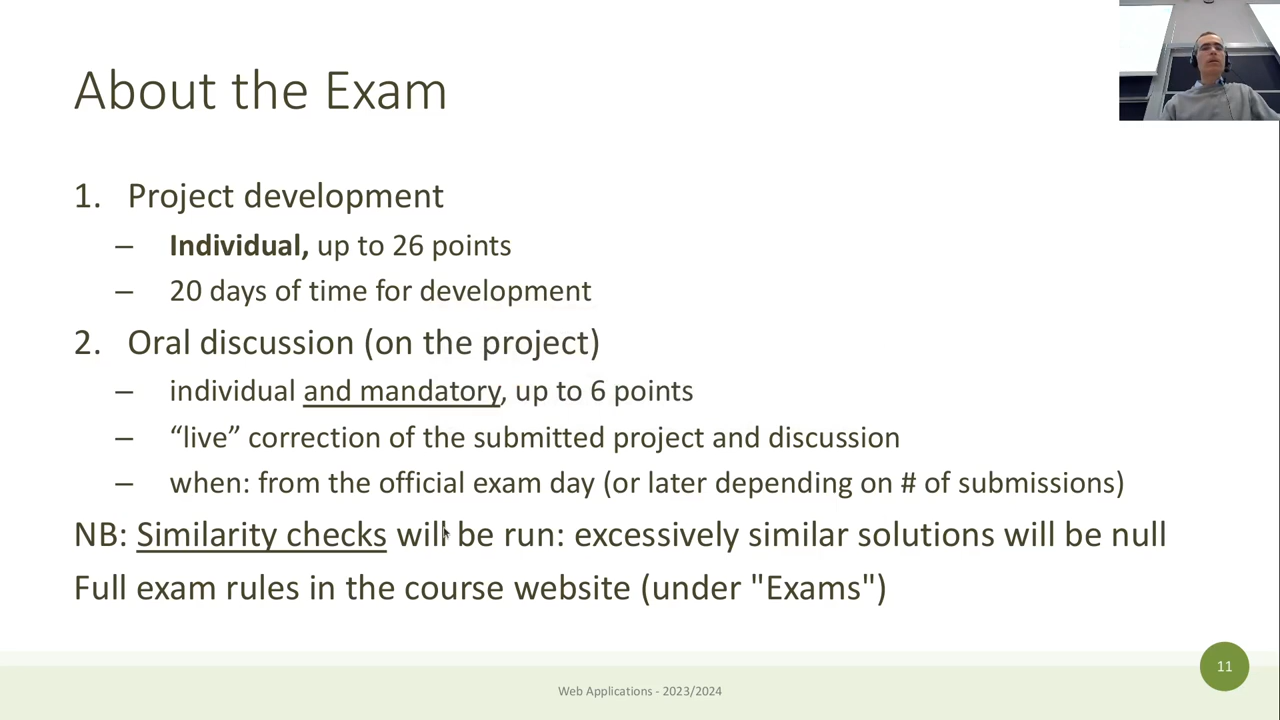 About the Exam
1. Project development
– Individual, up to 26 points
– 20 days of time for development
2. Oral discussion (on the project)
– individual and mandatory, up to 6 points
– “live” correction of the submitted project and discussion
– when: from the official exam day (or later depending on # of submissions)
NB: Similarity checks will be run: excessively similar solutions will be null
Full exam rules in the course website (under "Exams")
11
Web Applications - 2023/2024